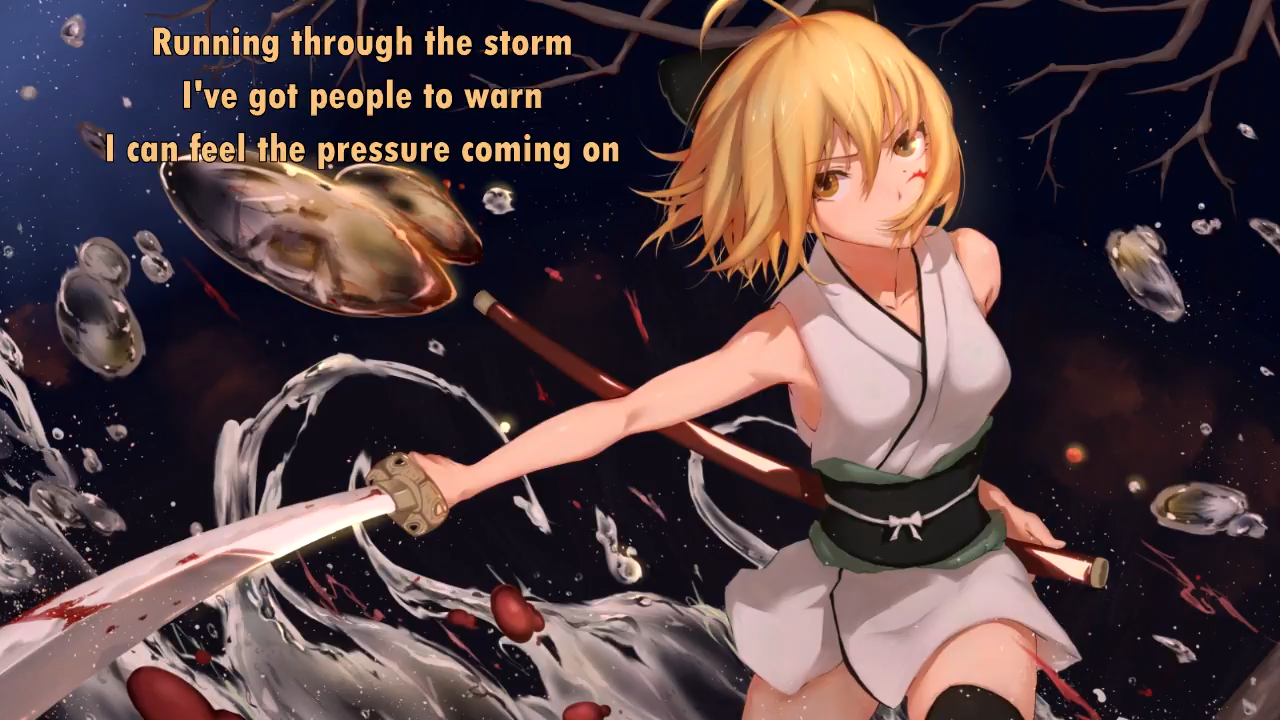 Running through the storm
I've got people to warn
I can feel the pressure coming on